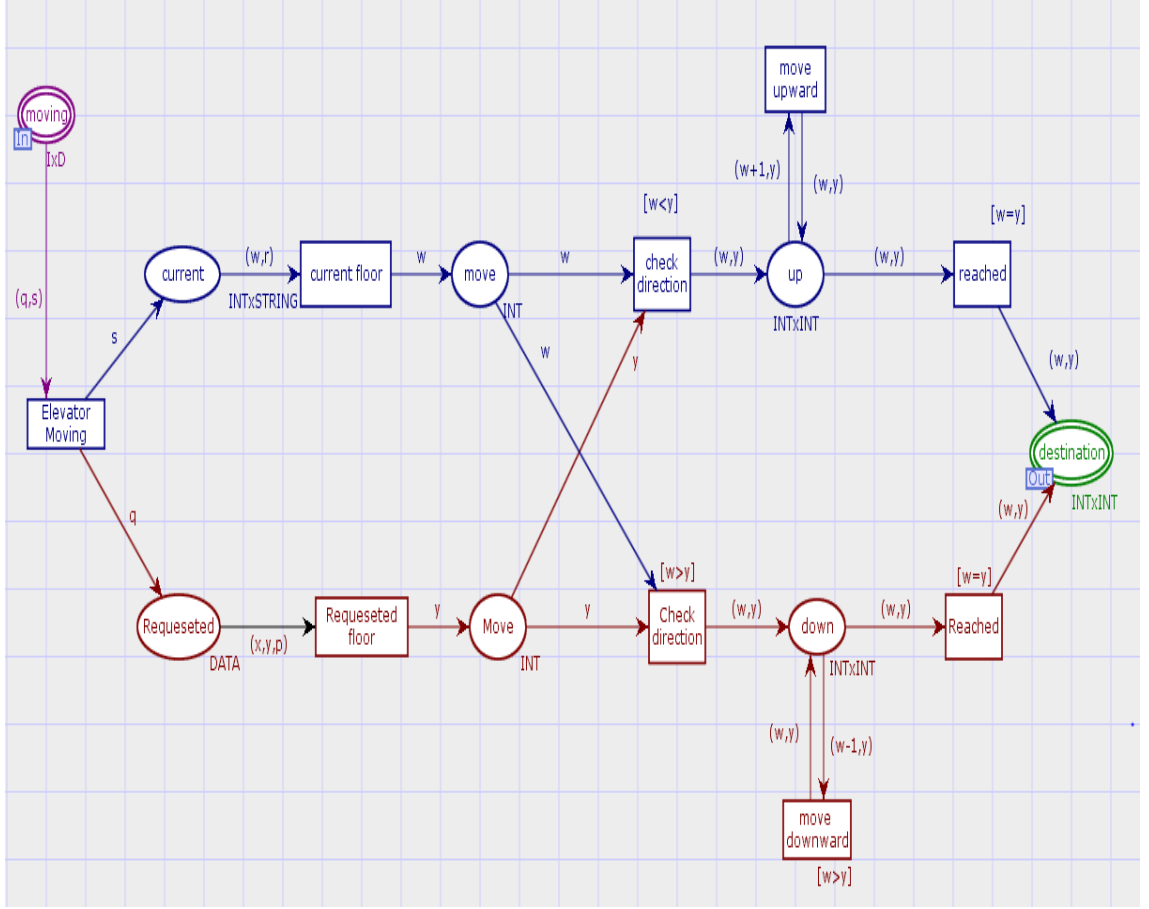 move
upward
moving
In
IxD
(w+1,y)
(w,y)
[w<y]
[w=y]
(q,s)
current
(w,r)
current floor
w
move
w
check
direction
(w,y)
up
(w,y)
reached
INTxSTRING
INT
INTxINT
s
w
y
(w,y)
Elevator
Moving
destination
Out
INTxINT
q
(w,y)
[w>y]
[w=y]
Requeseted
(x,y,p)
DATA
Requeseted
floor
y
Move
INT
y
Check
direction
(w,y)
down
INTxINT
(w,y)
Reached
(w,y)
(w-1,y)
move
downward
[w>y]